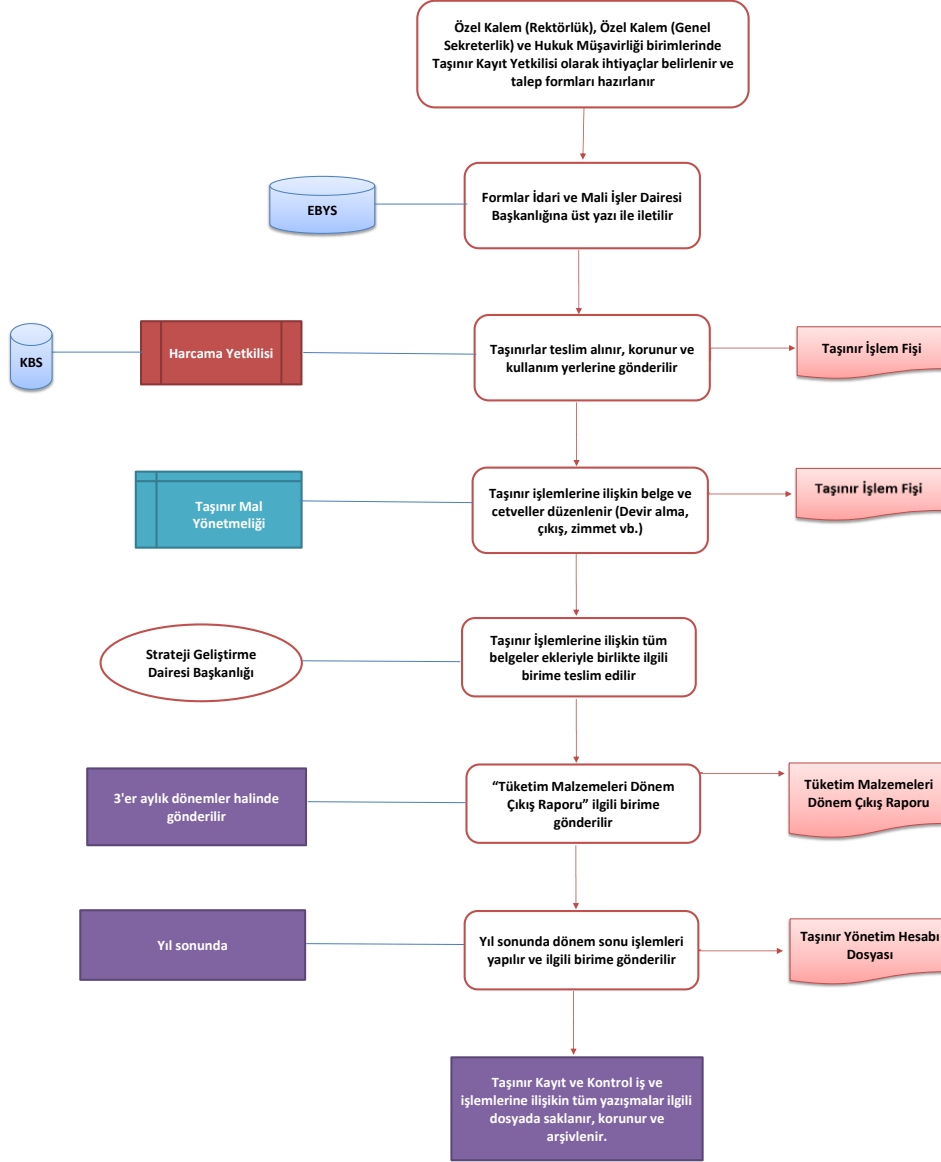 Özel Kalem (Rektörlük), Özel Kalem (Genel
Sekreterlik) ve Hukuk Müşavirliği birimlerinde
Taşınır Kayıt Yetkilisi olarak ihtiyaçlar belirlenir ve
talep formları hazırlanır
EBYS
Formlar İdari ve Mali İşler Dairesi
Başkanlığına üst yazı ile iletilir
KBS
Harcama Yetkilisi
Taşınırlar teslim alınır, korunur ve
kullanım yerlerine gönderilir
Taşınır İşlem Fişi
Taşınır Mal
Yönetmeliği
Taşınır işlemlerine ilişkin belge ve
cetveller düzenlenir (Devir alma,
çıkış, zimmet vb.)
Taşınır İşlem Fişi
Strateji Geliştirme
Dairesi Başkanlığı
Taşınır İşlemlerine ilişkin tüm
belgeler ekleriyle birlikte ilgili
birime teslim edilir
3'er aylık dönemler halinde
gönderilir
“Tüketim Malzemeleri Dönem
Çıkış Raporu” ilgili birime
gönderilir
Tüketim Malzemeleri
Dönem Çıkış Raporu
Yıl sonunda
Yıl sonunda dönem sonu işlemleri
yapılır ve ilgili birime gönderilir
Taşınır Yönetim Hesabı
Dosyası
Taşınır Kayıt ve Kontrol iş ve
işlemlerine ilişikin tüm yazışmalar ilgili
dosyada saklanır, korunur ve
arşivlenir.